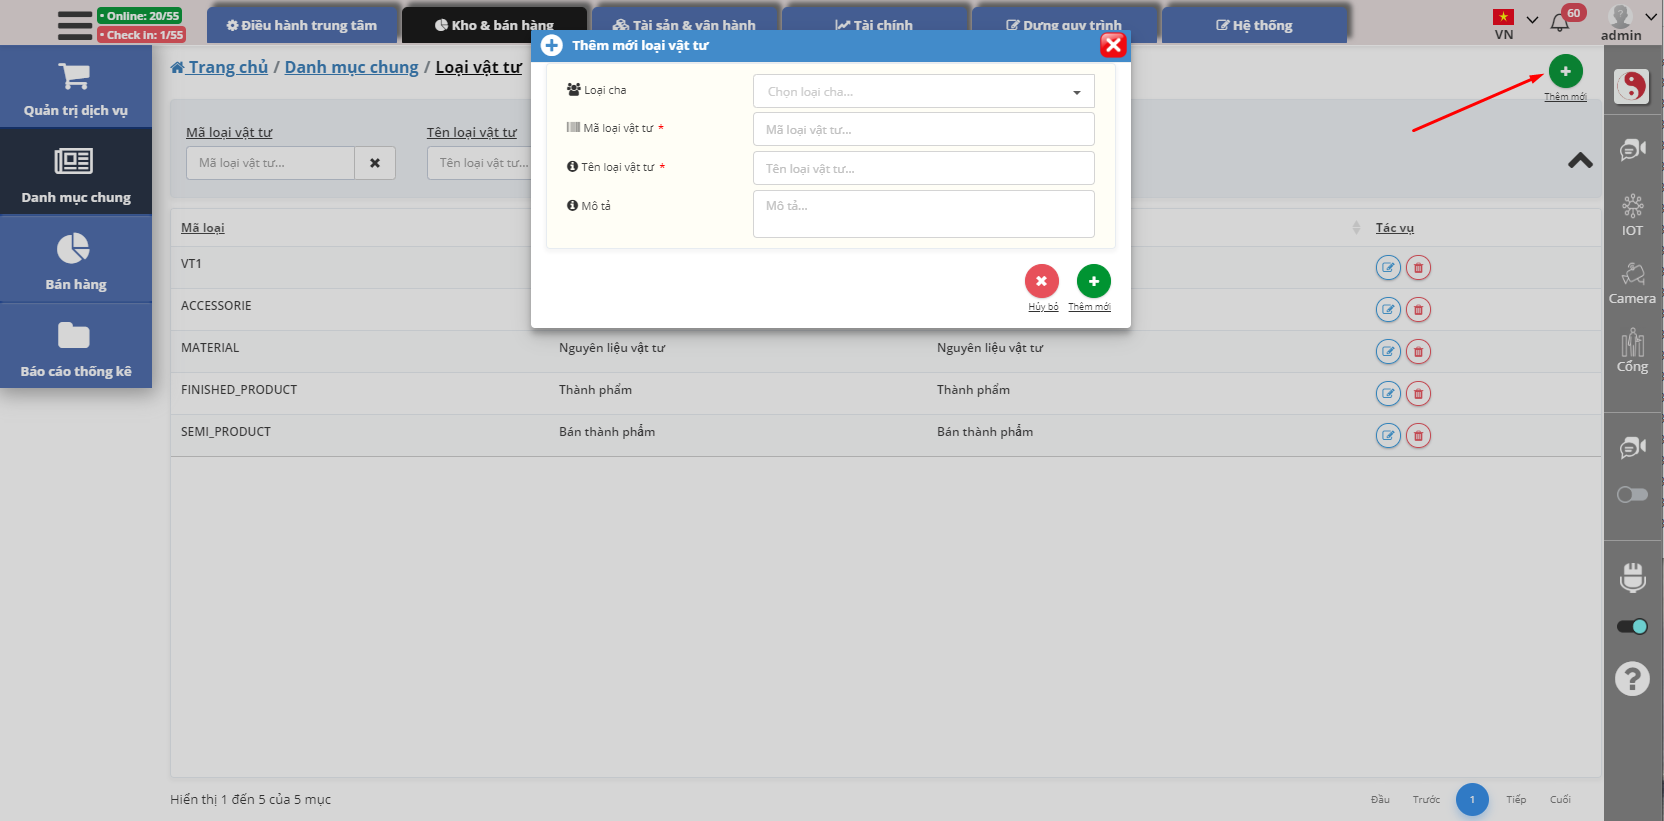 • Online: 20/55
• Check in: 1/55
Điều hành trung tâm
Kho & bán hàng
Tài sản & vận hành
Tài chính
Dựng quy trình
Hệ thống
VN
60
admin
Quản trị dịch vụ
Danh mục chung
Bán hàng
Báo cáo thống kê
Trang chủ / Danh mục chung / Loại vật tư
Thêm mới
Mã loại vật tư
Tên loại vật tư
Mã loại vật tư...
Tên loại vật tư...
Thêm mới loại vật tư
Loại cha
Chọn loại cha...
Mã loại vật tư *
Mã loại vật tư...
Tên loại vật tư *
Tên loại vật tư...
Mô tả
Mô tả...
Hủy bỏ
Thêm mới
Mã loại
Tác vụ
VT1
ACCESSORIE
MATERIAL
Nguyên liệu vật tư
Nguyên liệu vật tư
FINISHED_PRODUCT
Thành phẩm
Thành phẩm
SEMI_PRODUCT
Bán thành phẩm
Bán thành phẩm
Hiển thị 1 đến 5 của 5 mục
Đầu
Trước
1
Tiếp
Cuối
IOT
Camera
Cổng